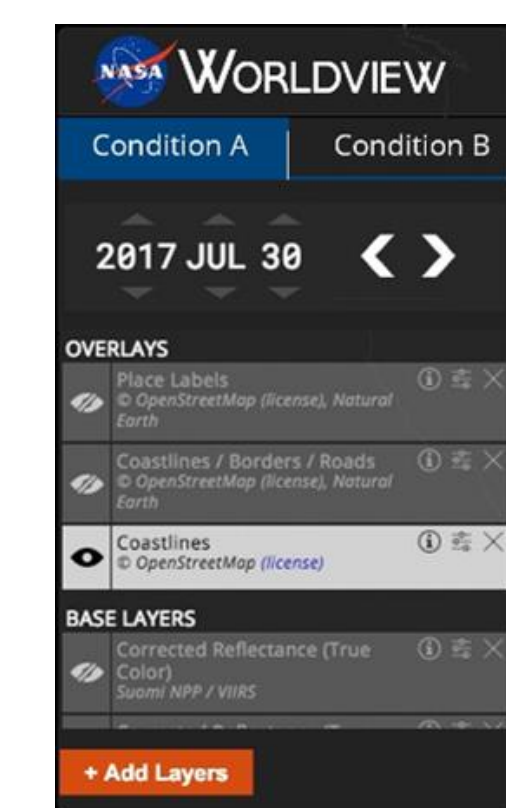 NASA WORLDVIEW
Condition A Condition B
2017 JUL 30
OVERLAYS
Place Labels
© OpenStreetMap (license), Natural
Earth
Coastlines / Borders / Roads
© OpenStreetMap (license), Natural
Earth
Coastlines
© OpenStreetMap (license)
BASE LAYERS
Corrected Reflectance (True
Color)
Suomi NPP / VIIRS
+ Add Layers